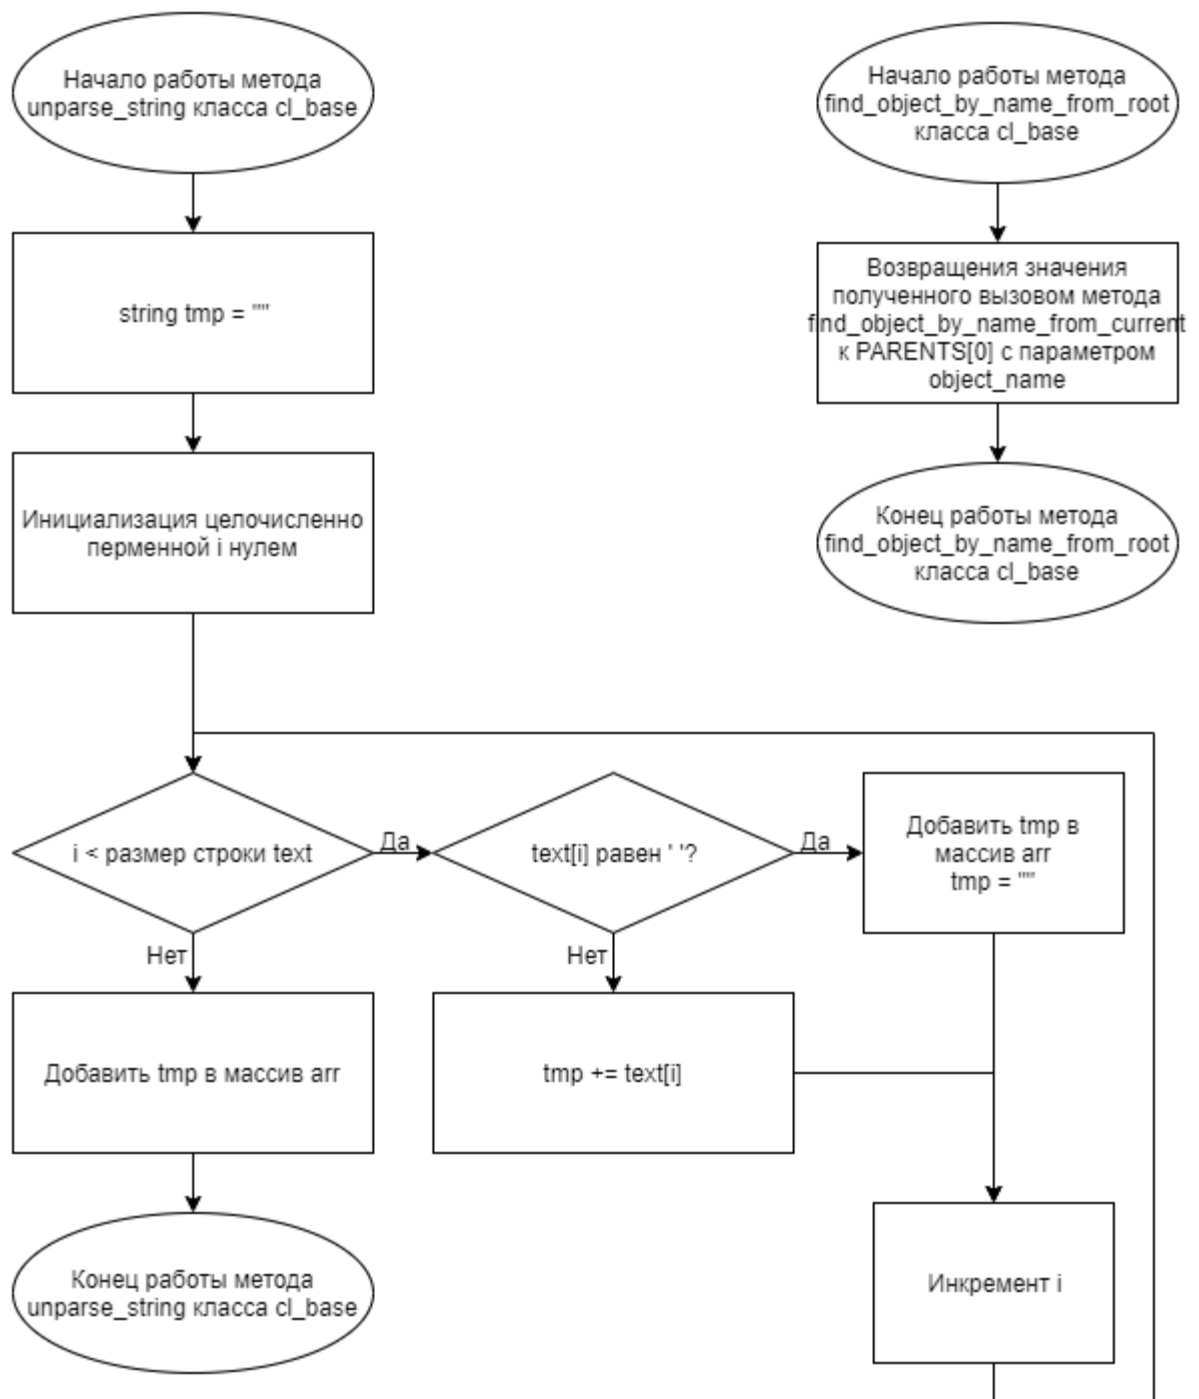 Начало работы метода
unparse_string класса cl_base
string tmp = ""
Инициализация целочисленно
перменной i нулем
i < размер строки text
Да
text[i] равен ' '?
Да
Добавить tmp в
массив arr
tmp = ""
Нет
Добавить tmp в массив arr
Нет
tmp += text[i]
Инкремент i
Конец работы метода
unparse_string класса cl_base
Начало работы метода
find_object_by_name_from_root
класса cl_base
Возвращения значения
полученного вызовом метода
find_object_by_name_from_current
к PARENTS[0] с параметром
object_name
Конец работы метода
find_object_by_name_from_root
класса cl_base